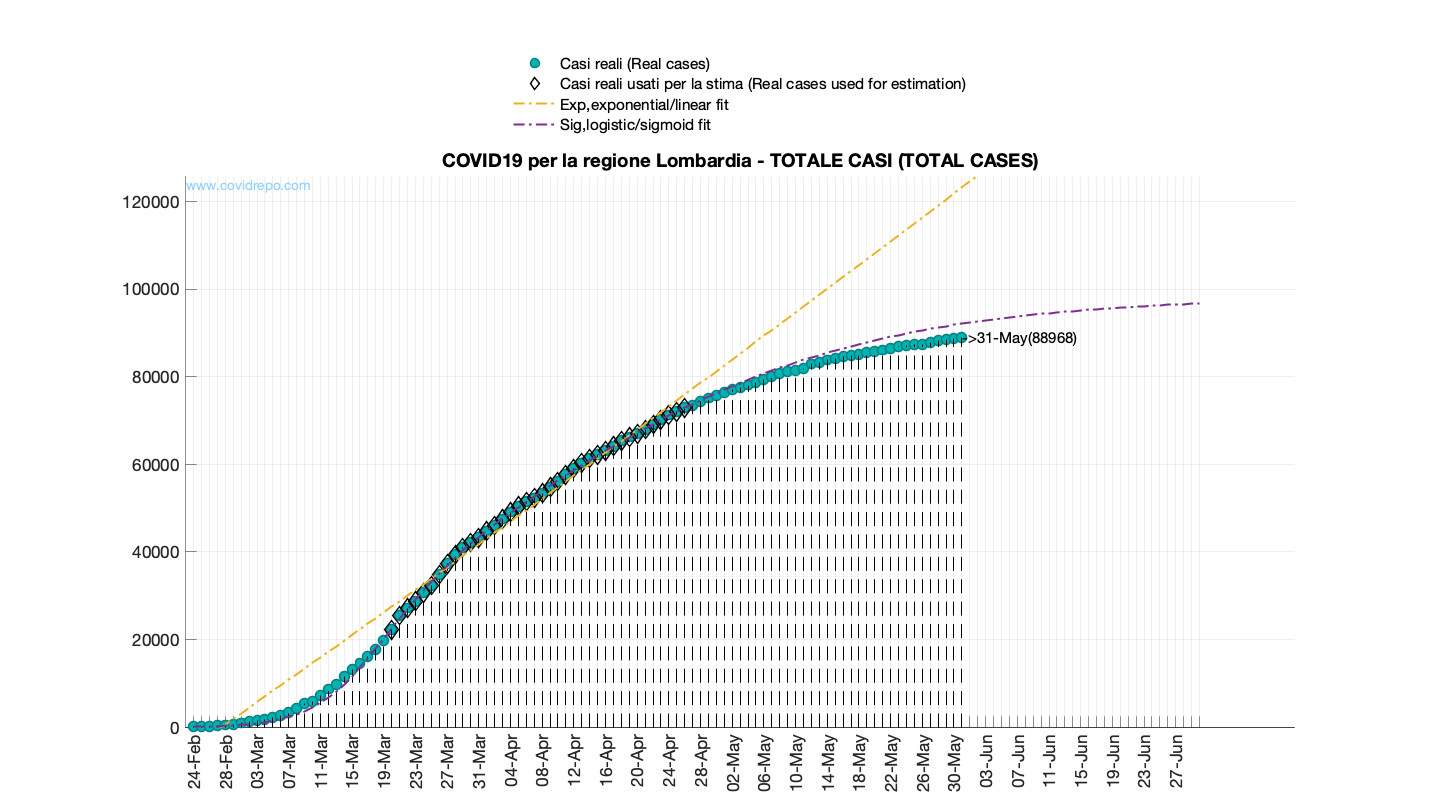 Casi reali (Real cases)
Casi reali usati per la stima (Real cases used for estimation)
Exp,exponential/linear fit
Sig,logistic/sigmoid fit
COVID19 per la regione Lombardia - TOTALE CASI (TOTAL CASES)
www.covidrepo.com
120000
100000
80000
60000
40000
20000
0
->31-May(88968)
24-Feb
28-Feb
03-Mar
07-Mar
11-Mar
15-Mar
19-Mar
23-Mar
27-Mar
31-Mar
04-Apr
08-Apr
12-Apr
16-Apr
20-Apr
24-Apr
28-Apr
02-May
06-May
10-May
14-May
18-May
22-May
26-May
30-May
03-Jun
07-Jun
11-Jun
15-Jun
19-Jun
23-Jun
27-Jun